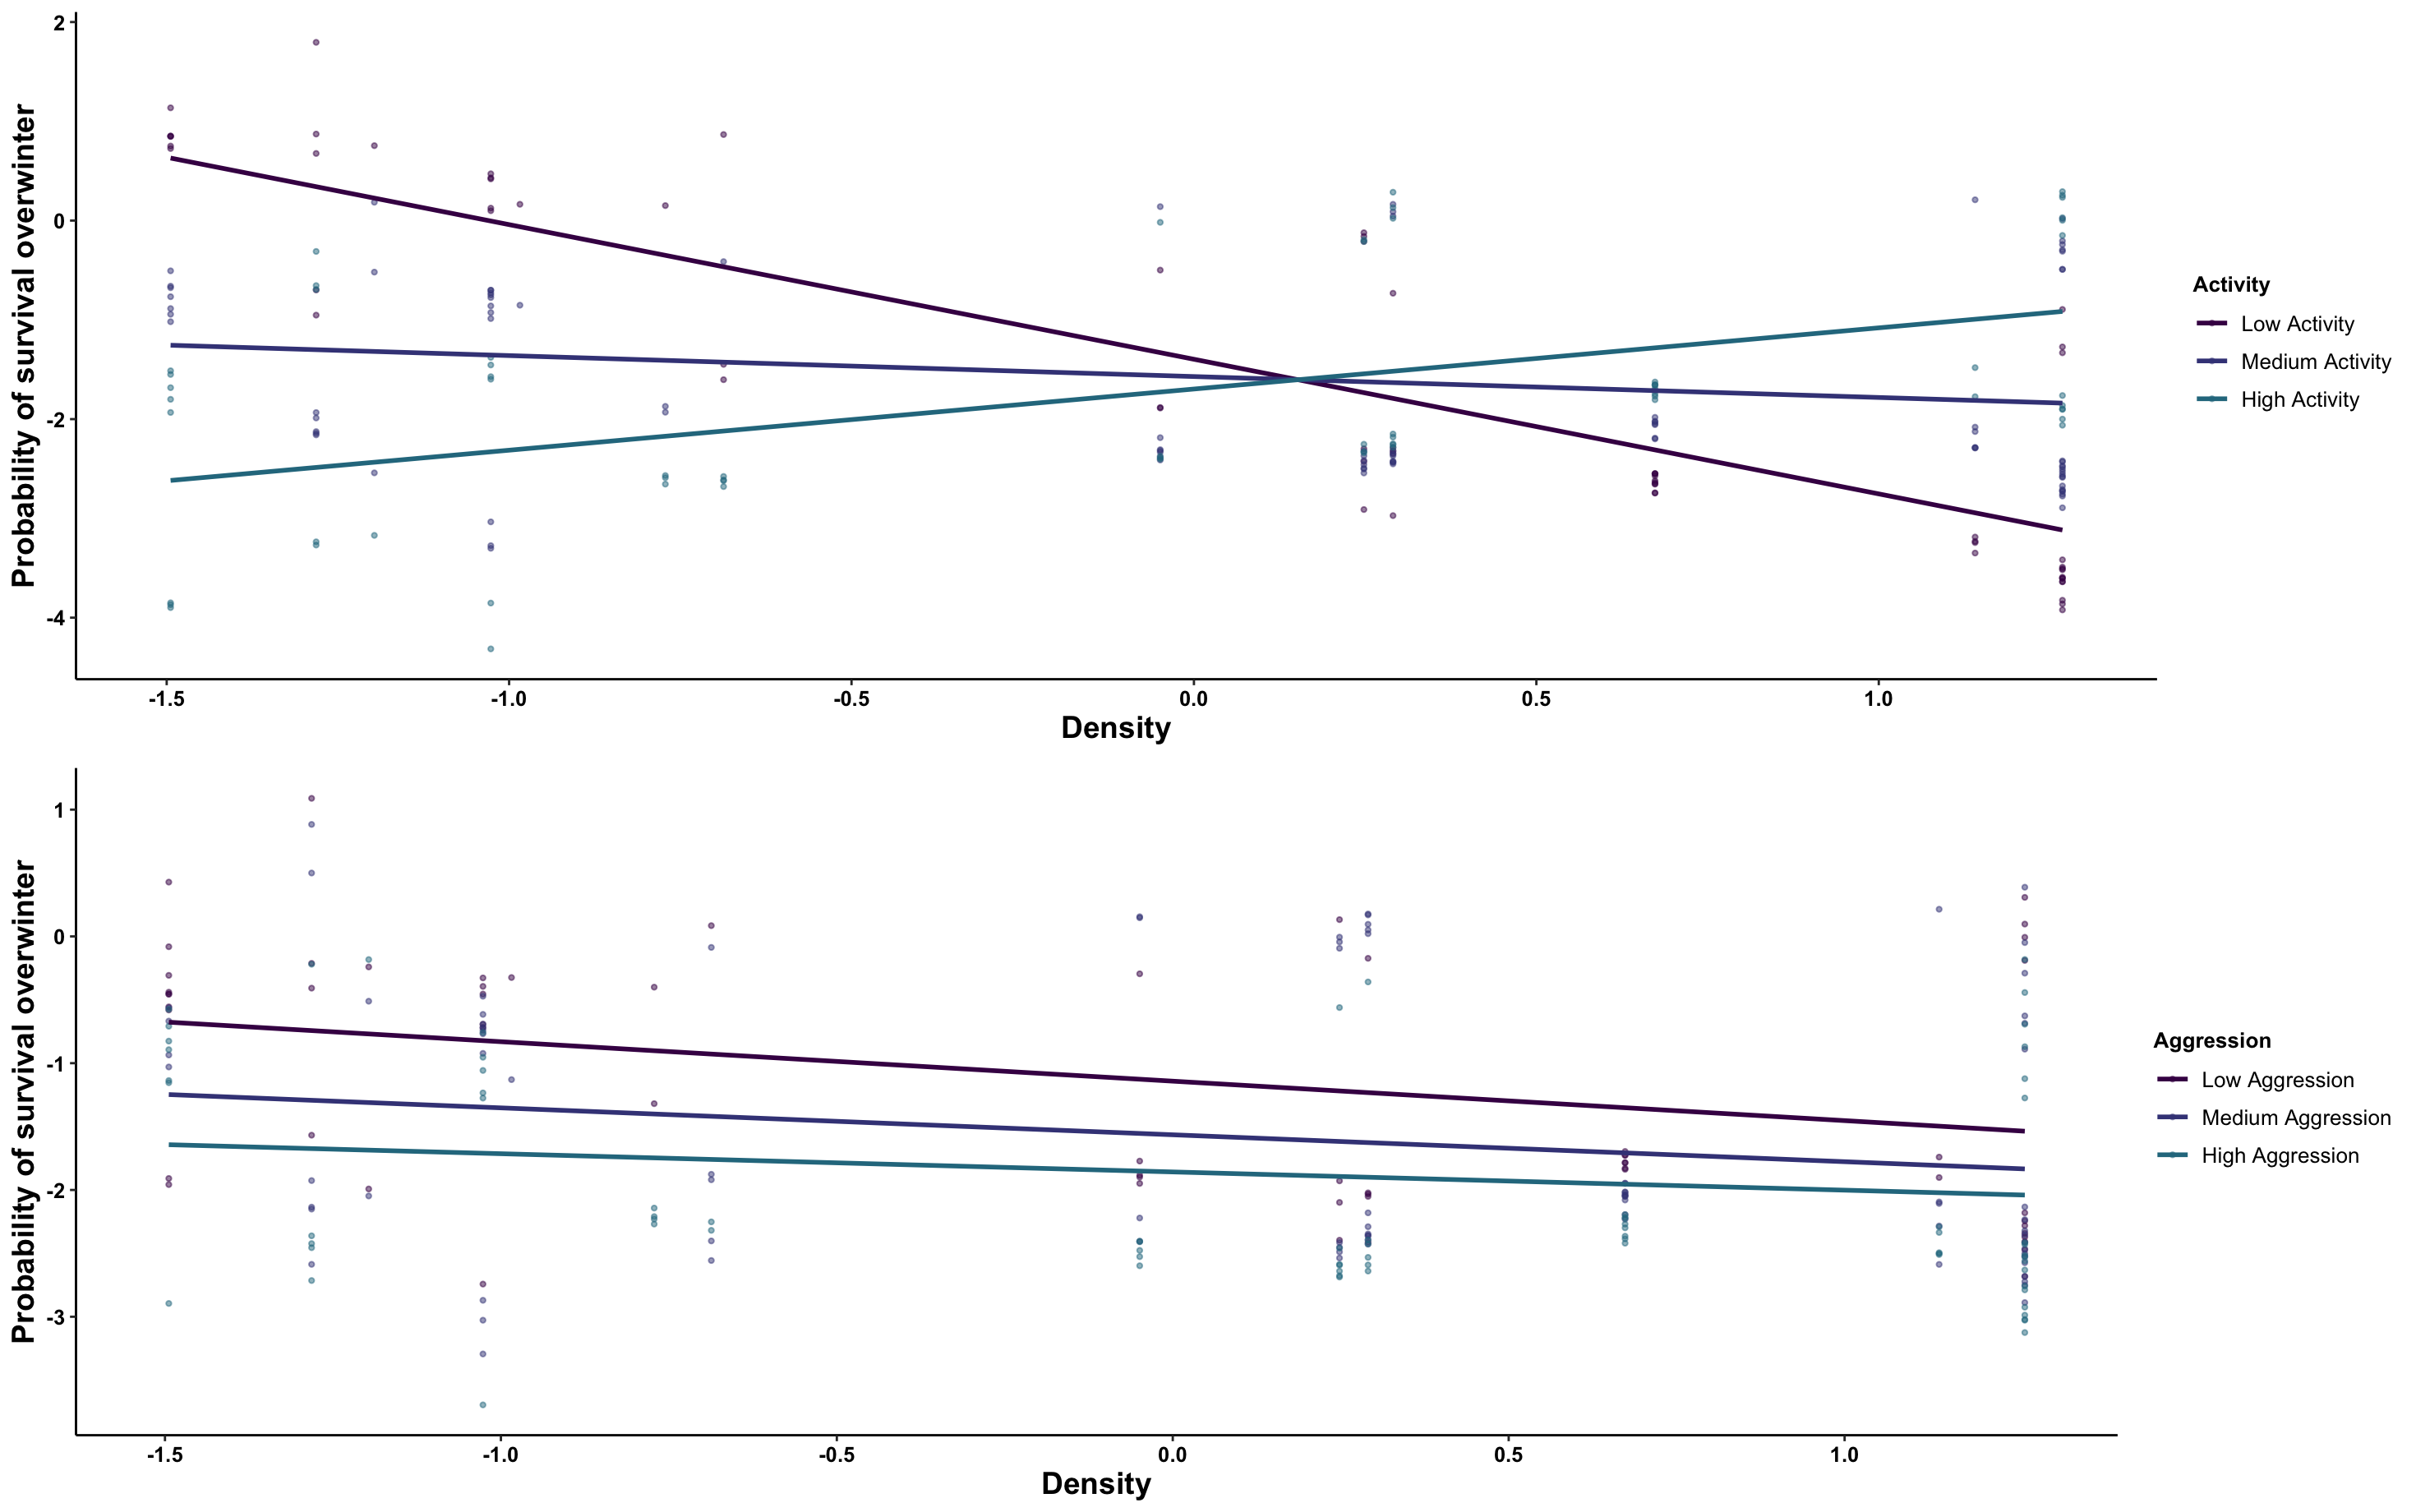 Probability of survival overwinter
2
0
-2
-4
-1.5 -1.0 -0.5 0.0 0.5 1.0
Density
Activity
Low Activity
Medium Activity
High Activity
Probability of survival overwinter
1
0
-1
-2
-3
-1.5 -1.0 -0.5 0.0 0.5 1.0
Density
Aggression
Low Aggression
Medium Aggression
High Aggression